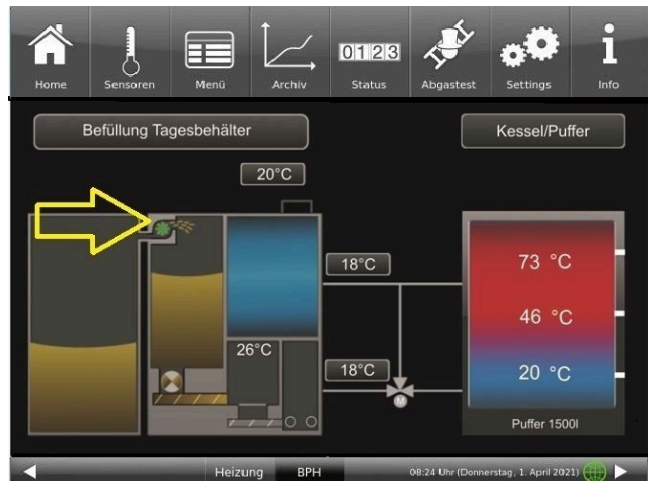 0123
Home Sensoren Menü Archiv Status Abgastest Settings Info
Befüllung Tagesbehälter Kessel/Puffer
20°C
18°C
73 °C
46 °C
26°C
18°C
20 °C
M
Puffer 1500l
Heizung BPH 08:24 Uhr (Donnerstag, 1. April 2021)